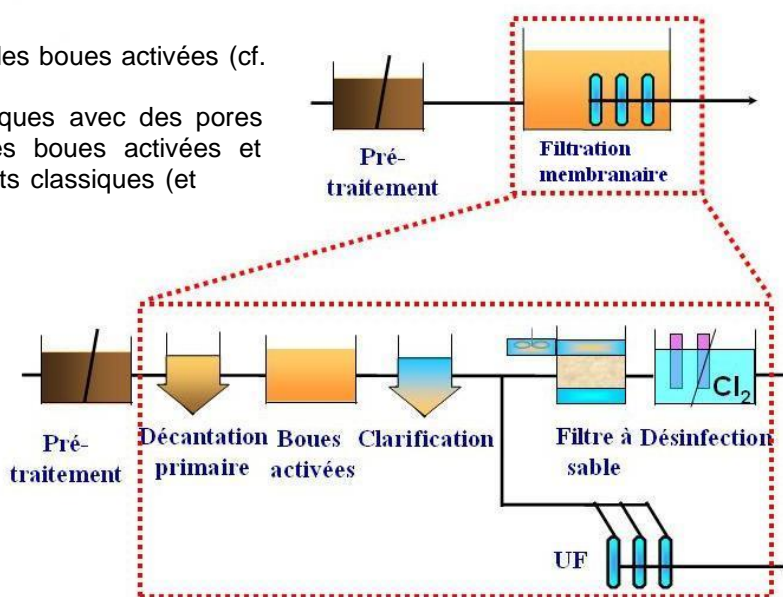 les boues activées (cf.
iques avec des pores
es boues activées et
ts classiques (et
Pré-
traitement
Filtration
membranaire
Pré-
traitement
Décantation
primaire
Boues
activées
Clarification
Filtre à
sable
Désinfection
Cl2
UF